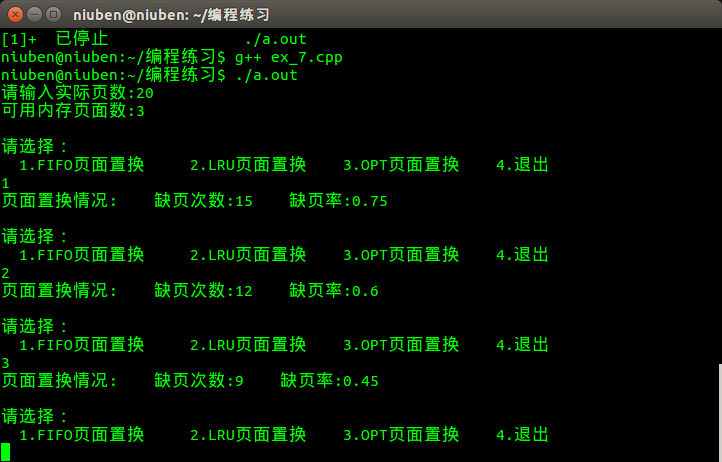 niuben@niuben: ~/编程练习
[1]+  已停止               ./a.out
niuben@niuben:~/编程练习$ g++ ex_7.cpp
niuben@niuben:~/编程练习$ ./a.out
请输入实际页数:20
可用内存页面数:3
请选择：
  1.FIFO页面置换     2.LRU页面置换    3.OPT页面置换    4.退出
1
页面置换情况:    缺页次数:15    缺页率:0.75
请选择：
  1.FIFO页面置换     2.LRU页面置换    3.OPT页面置换    4.退出
2
页面置换情况:    缺页次数:12    缺页率:0.6
请选择：
  1.FIFO页面置换     2.LRU页面置换    3.OPT页面置换    4.退出
3
页面置换情况:    缺页次数:9    缺页率:0.45
请选择：
  1.FIFO页面置换     2.LRU页面置换    3.OPT页面置换    4.退出